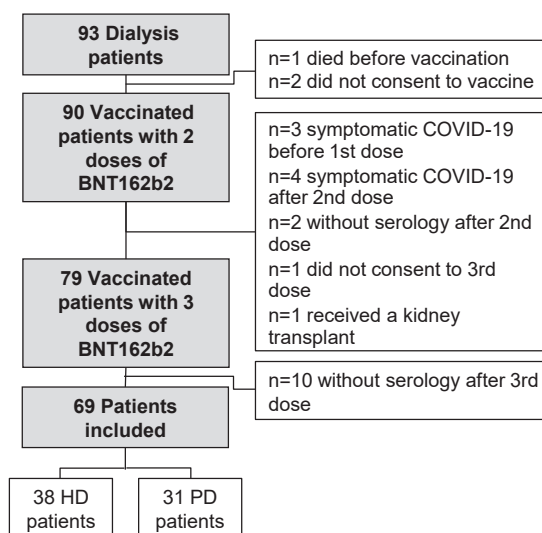 93 Dialysis
patients
n=1 died before vaccination
n=2 did not consent to vaccine
90 Vaccinated
patients with 2
doses of
BNT162b2
n=3 symptomatic COVID-19
before 1st dose
n=4 symptomatic COVID-19
after 2nd dose
n=2 without serology after 2nd
dose
n=1 did not consent to 3rd
dose
n=1 received a kidney
transplant
79 Vaccinated
patients with 3
doses of
BNT162b2
n=10 without serology after 3rd
dose
69 Patients
included
38 HD
patients
31 PD
patients